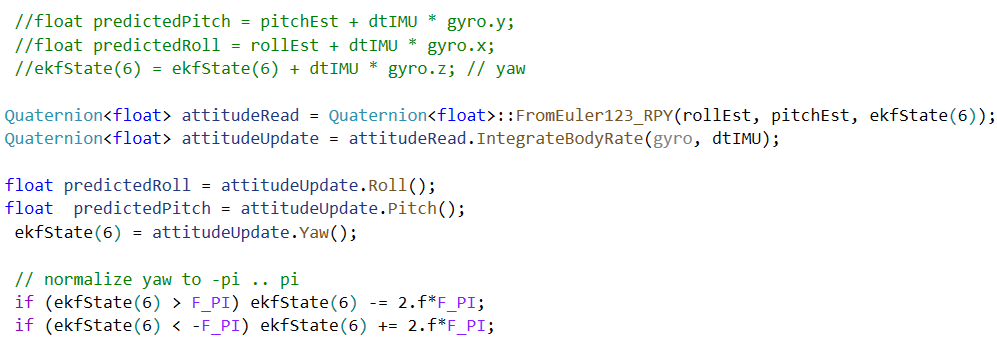 //float predictedPitch = pitchEst + dtIMU * gyro.y;
//float predictedRoll = rollEst + dtIMU * gyro.x;
//ekfState(6) = ekfState(6) + dtIMU * gyro.z; // yaw
Quaternion<float> attitudeRead = Quaternion<float>::FromEuler123_RPY(rollEst, pitchEst, ekfState(6));
Quaternion<float> attitudeUpdate = attitudeRead.IntegrateBodyRate(gyro, dtIMU);
float predictedRoll = attitudeUpdate.Roll();
float  predictedPitch = attitudeUpdate.Pitch();
ekfState(6) = attitudeUpdate.Yaw();
// normalize yaw to -pi .. pi
if (ekfState(6) > F_PI) ekfState(6) -= 2.f*F_PI;
if (ekfState(6) < -F_PI) ekfState(6) += 2.f*F_PI;